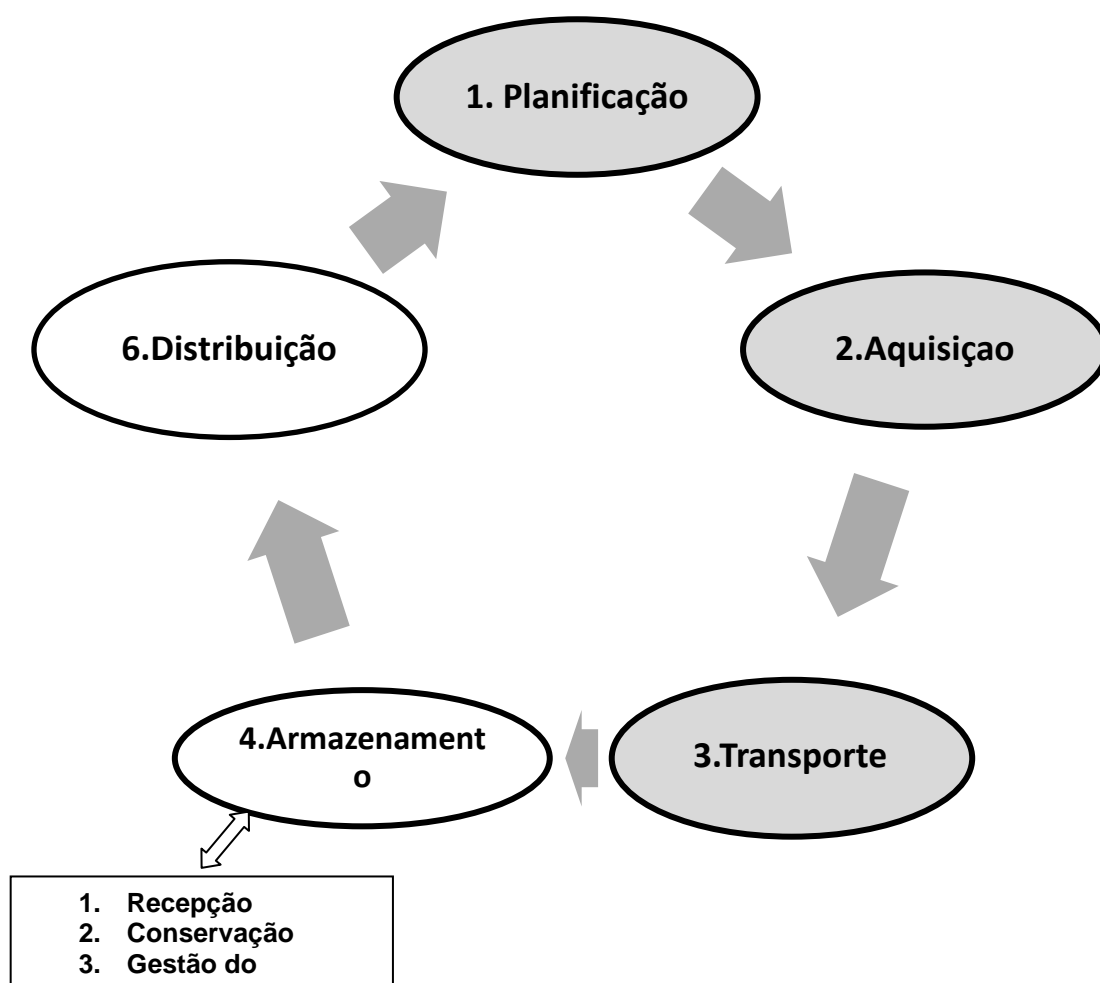 1. Planificação
6.Distribuição
2.Aquisiçao
4.Armazenament
o
3.Transporte
1. Recepção
2. Conservação
3. Gestão do